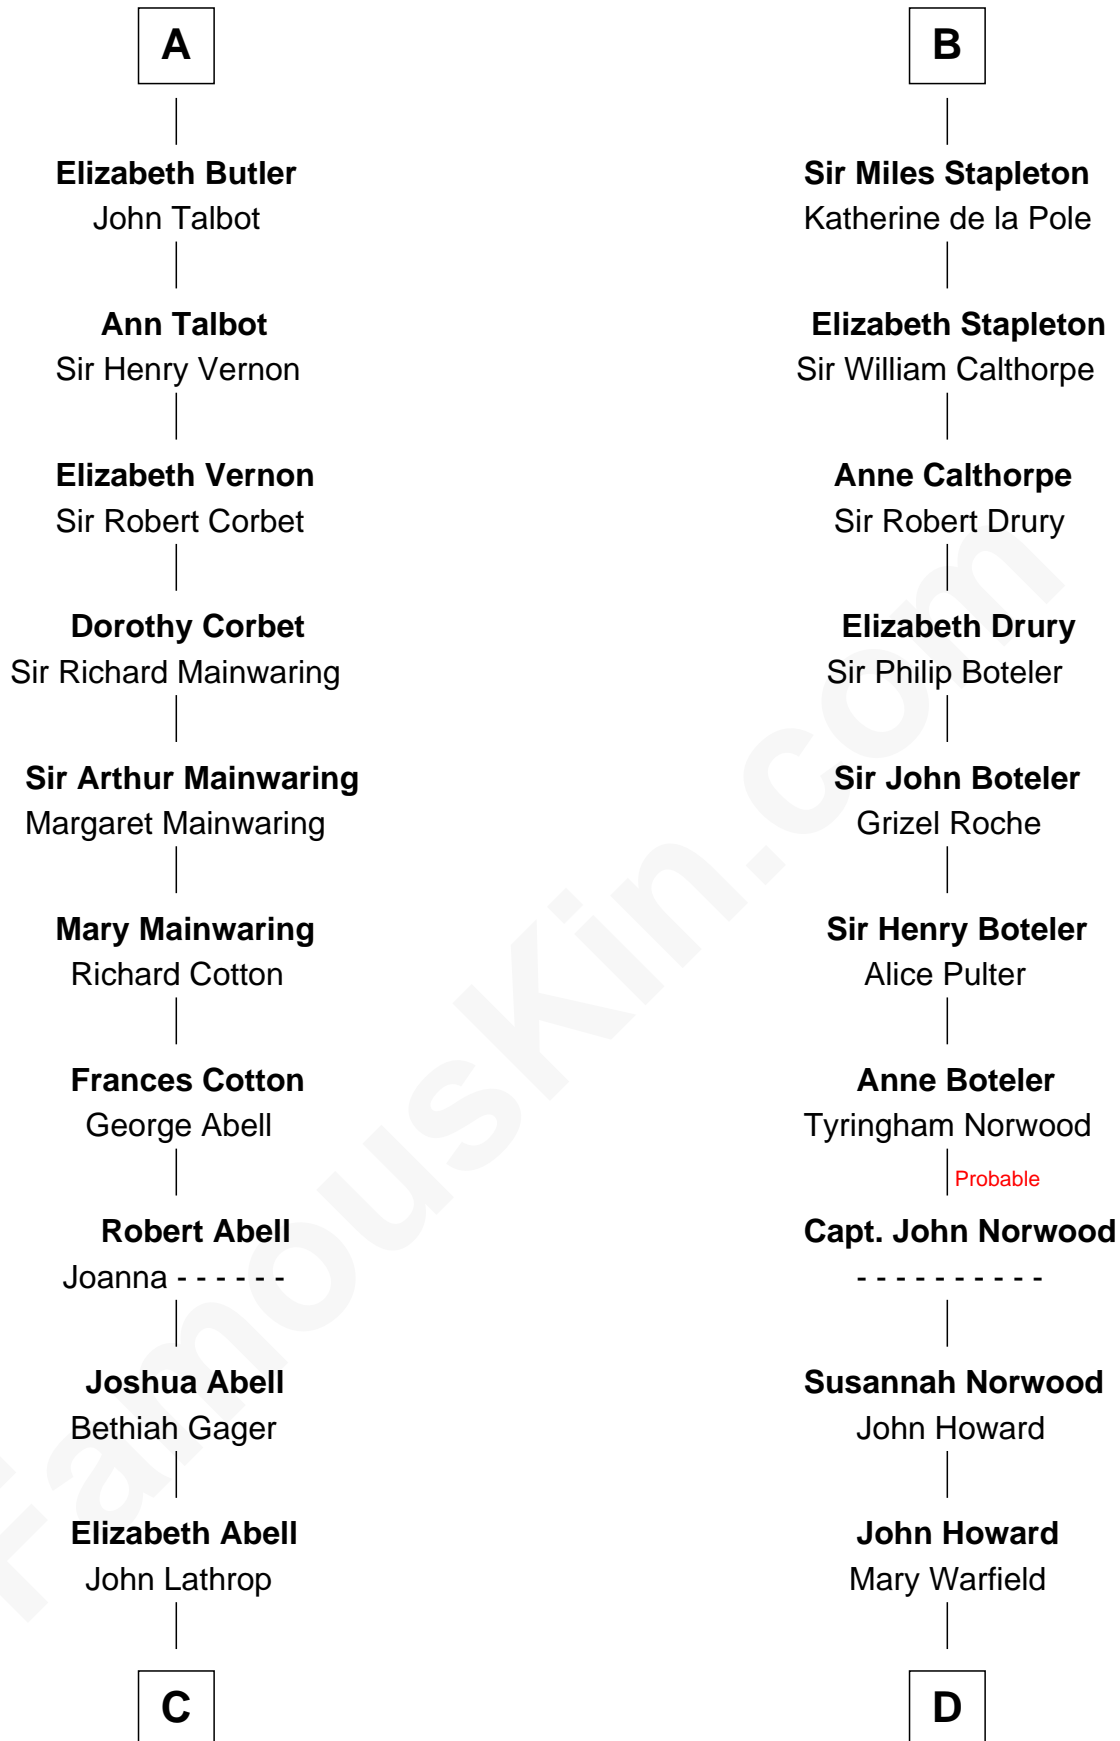 A
Elizabeth Butler
John Talbot
Ann Talbot
Sir Henry Vernon
Elizabeth Vernon
Sir Robert Corbet
Dorothy Corbet
Sir Richard Mainwaring
Sir Arthur Mainwaring
Margaret Mainwaring
Mary Mainwaring
Richard Cotton
Frances Cotton
George Abell
Robert Abell
Joanna - - - - - -
Joshua Abell
Bethiah Gager
Elizabeth Abell
John Lathrop
C
B
Sir Miles Stapleton
Katherine de la Pole
Elizabeth Stapleton
Sir William Calthorpe
Anne Calthorpe
Sir Robert Drury
Elizabeth Drury
Sir Philip Boteler
Sir John Boteler
Grizel Roche
Sir Henry Boteler
Alice Pulter
Anne Boteler
Tyringham Norwood
Probable
Capt. John Norwood
- - - - - - - - - -
Susannah Norwood
John Howard
John Howard
Mary Warfield
D
FamousKin.com